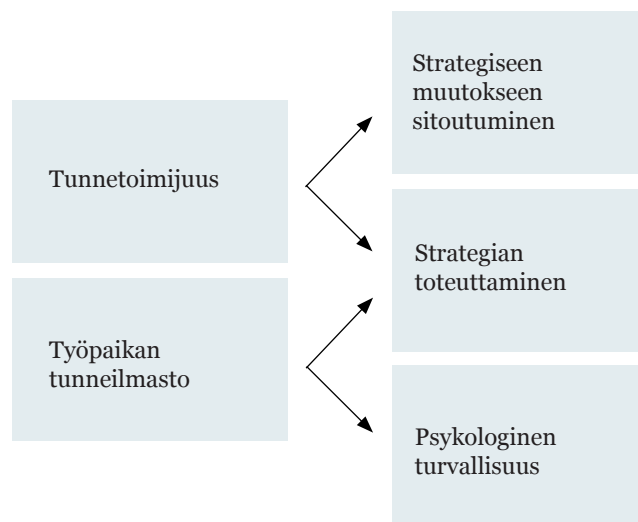 Tunnetoimijuus
Työpaikan
tunneilmasto
Strategiseen
muutokseen
sitoutuminen
Strategian
toteuttaminen
Psykologinen
turvallisuus